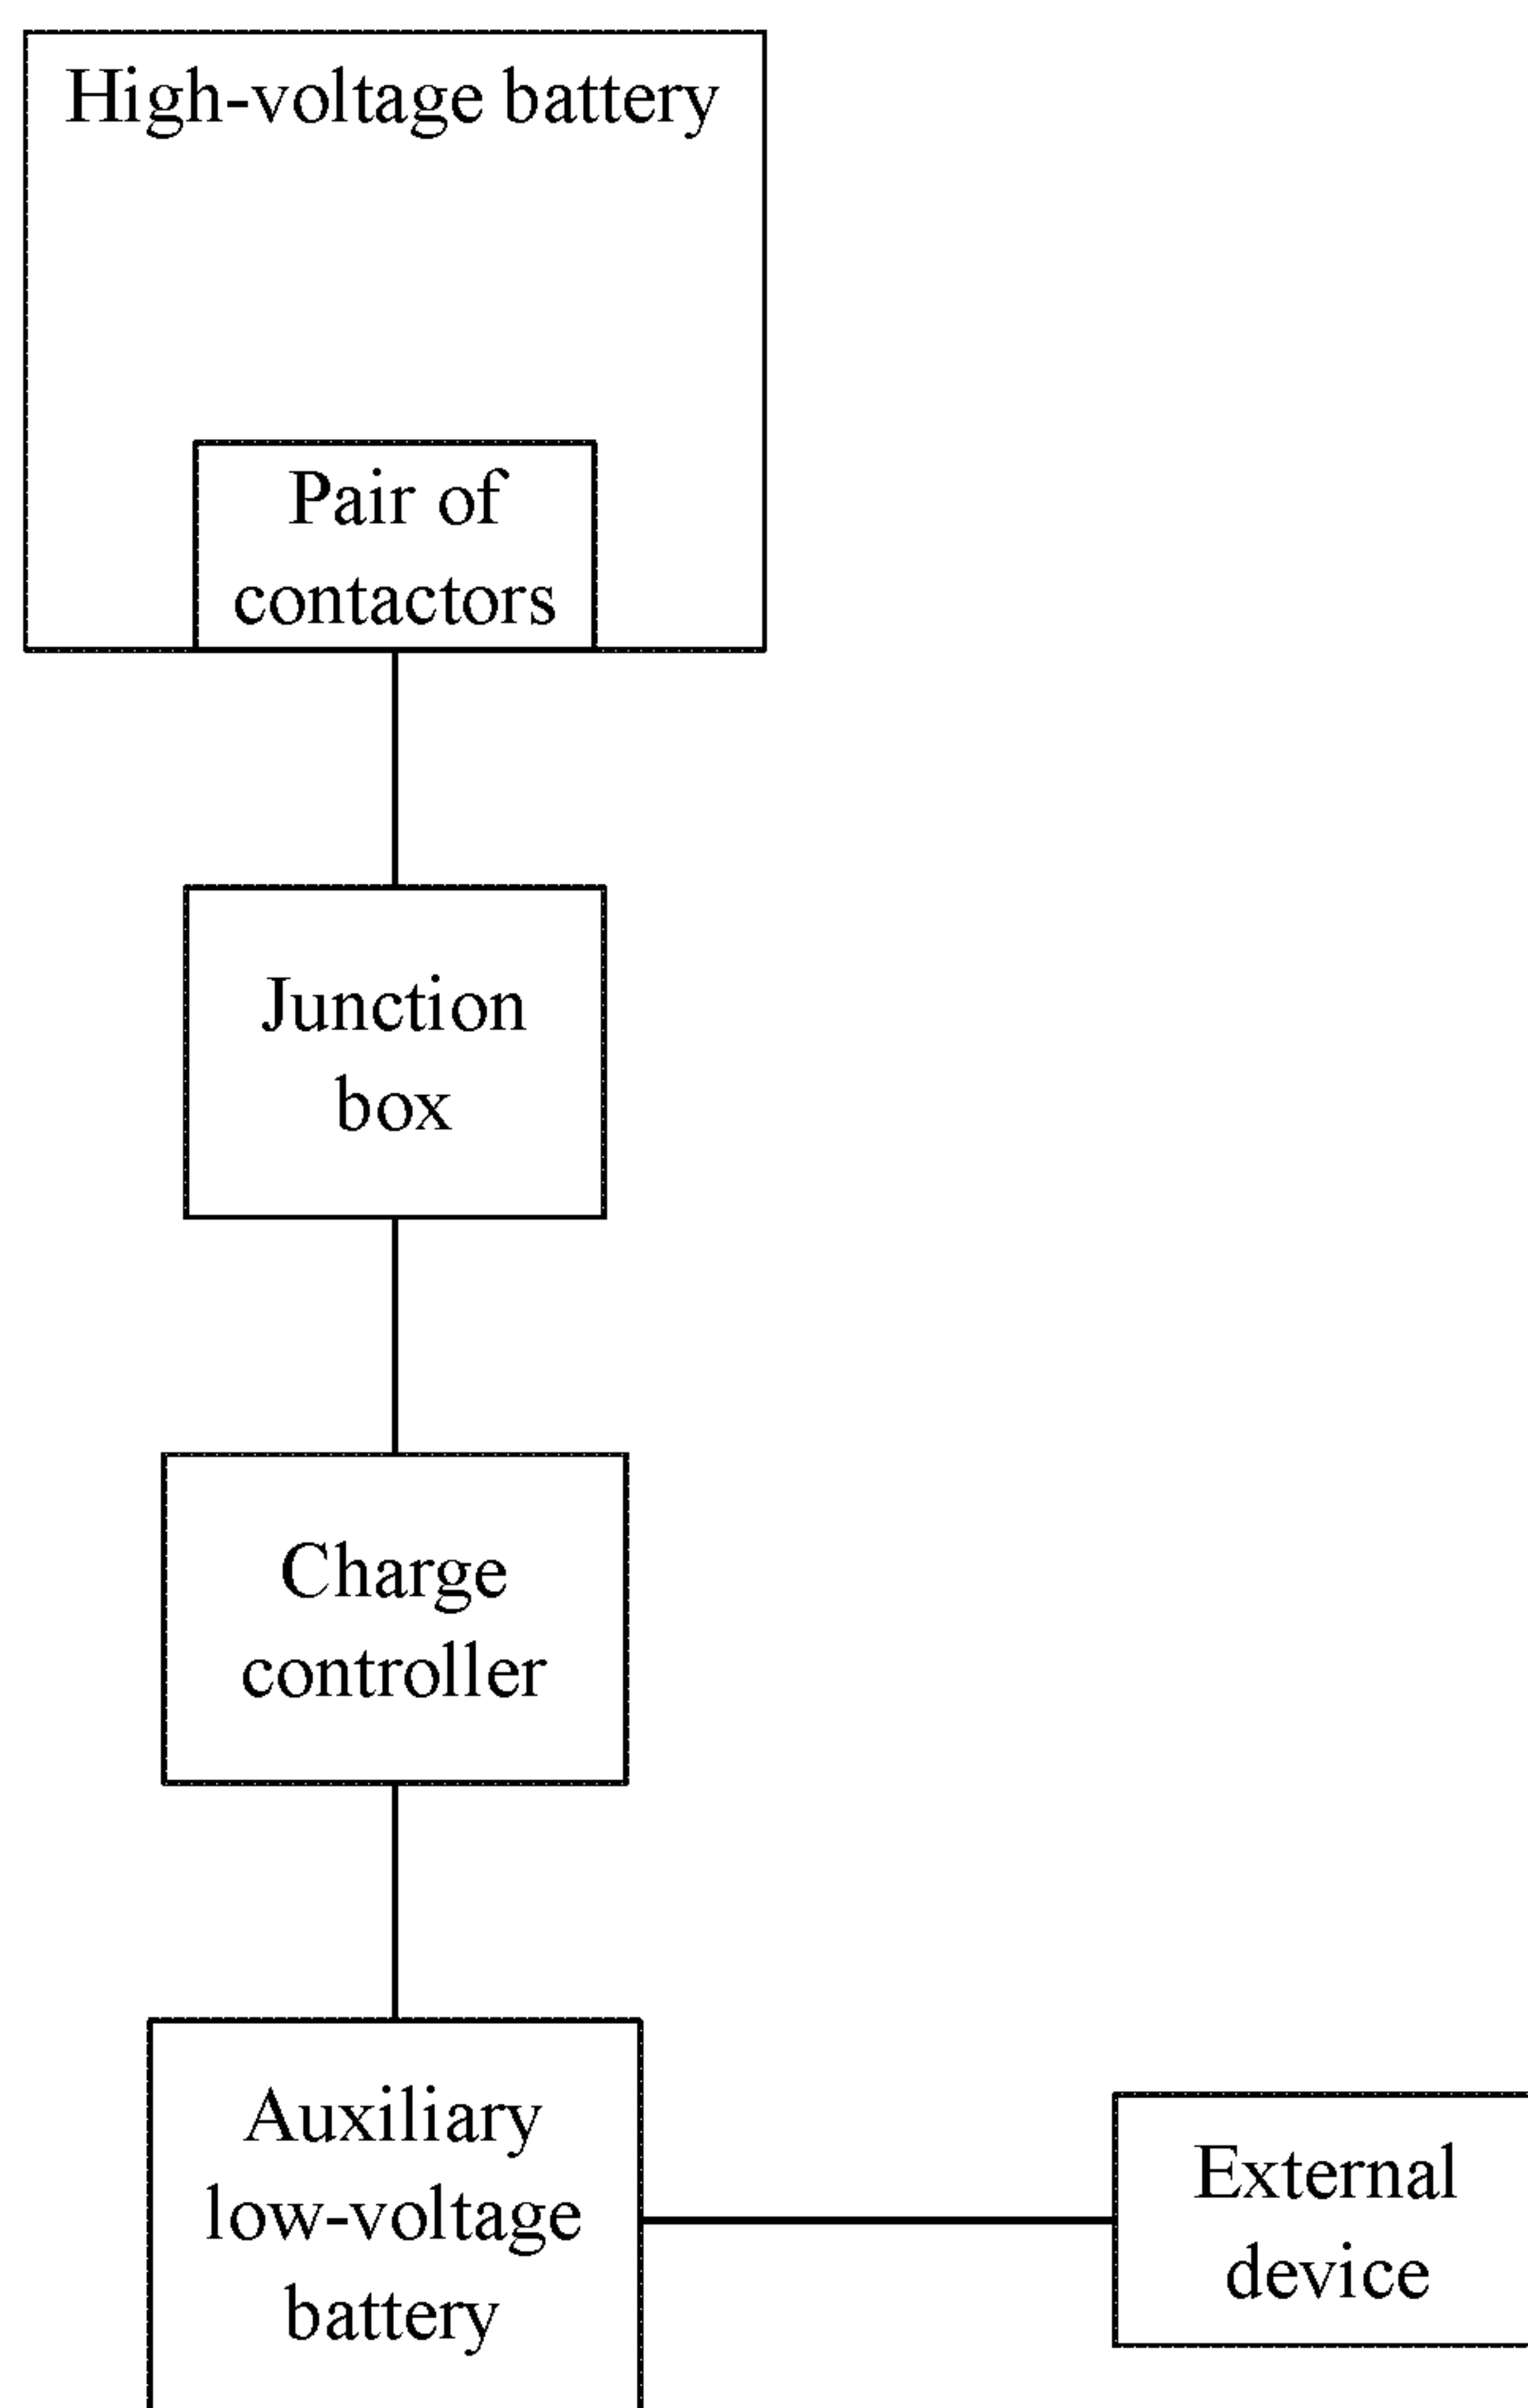 High-voltage battery
Pair of
contactors
Junction
box
Charge
controller
Auxiliary
low-voltage
battery
External
device